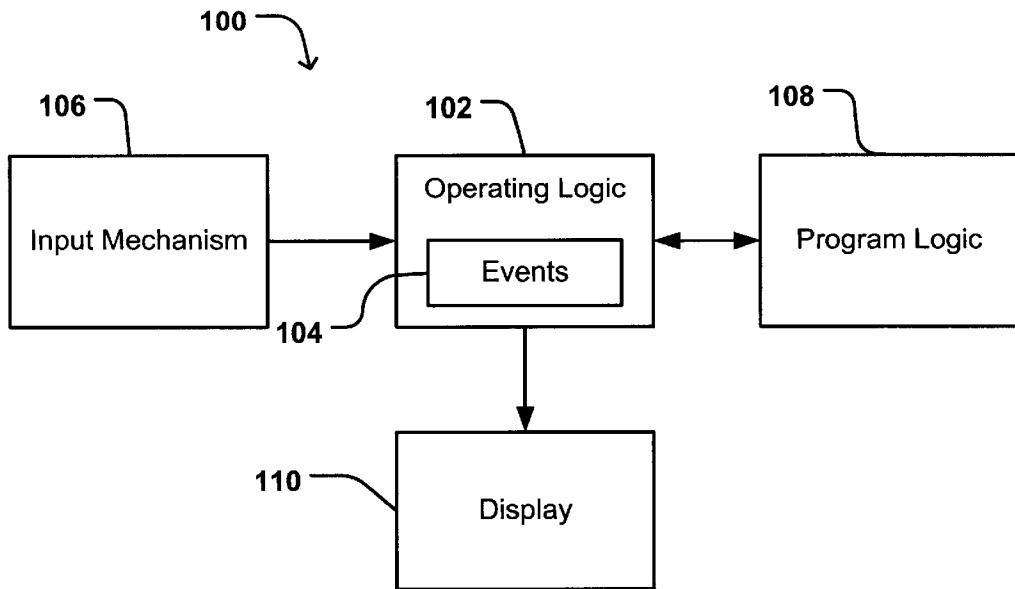 100
106
102
108
Operating Logic
Input Mechanism
Program Logic
Events
104
110
Display